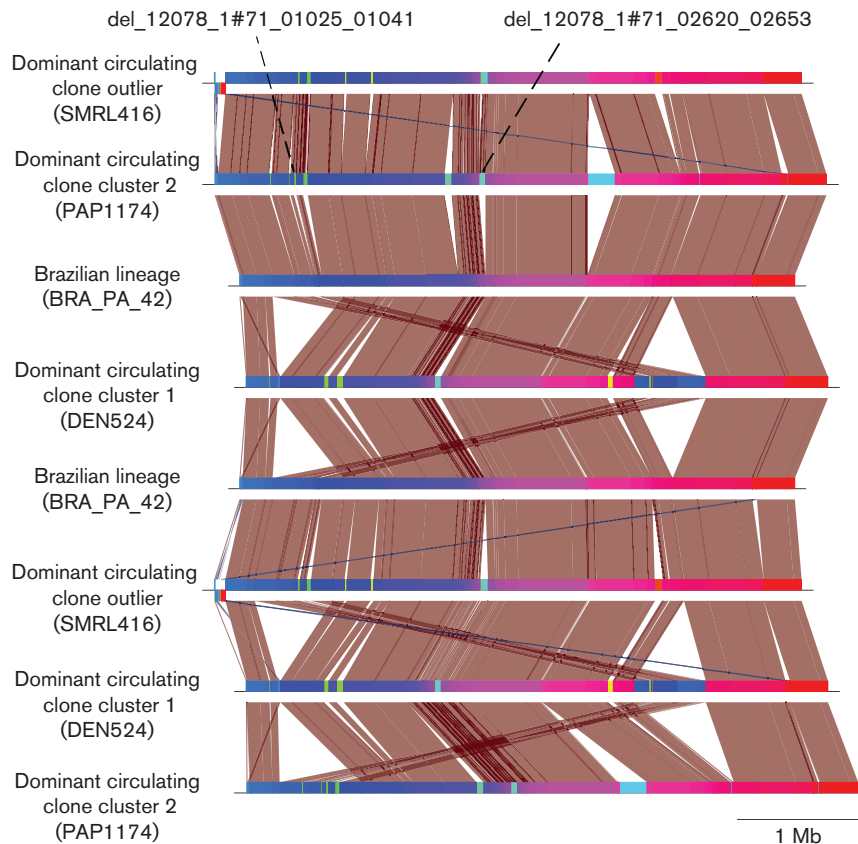 del_12078_1#71_01025_01041
del_12078_1#71_02620_02653
Dominant circulating
clone outlier
(SMRL416)
Dominant circulating
clone cluster 2
(PAP1174)
Brazilian lineage
(BRA_PA_42)
Dominant circulating
clone cluster 1
(DEN524)
Brazilian lineage
(BRA_PA_42)
Dominant circulating
clone outlier
(SMRL416)
Dominant circulating
clone cluster 1
(DEN524)
Dominant circulating
clone cluster 2
(PAP1174)
1 Mb